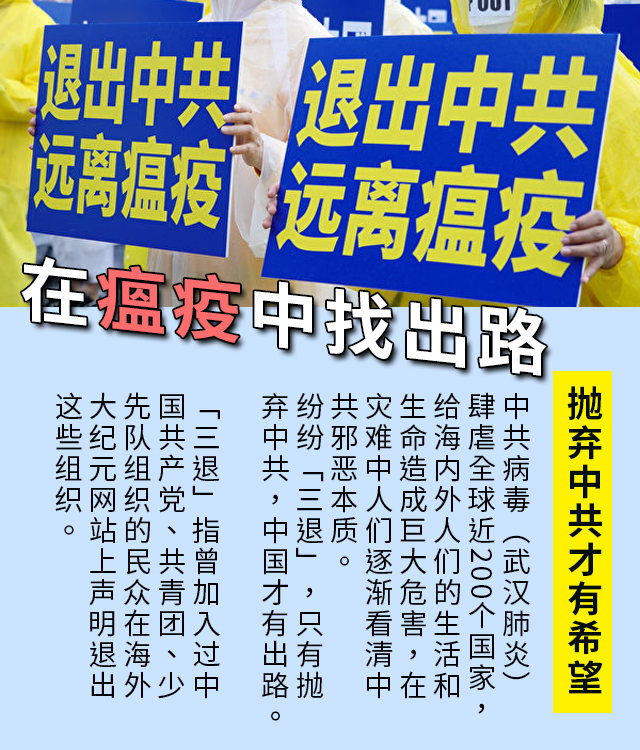 退出中共
远离瘟疫
退出中共
远离瘟疫
在瘟疫中找出路
抛弃中共才有希望
中共病毒（武汉肺炎）
肆虐全球近200个国家，
给海内外人们的生活和
生命造成巨大危害，在
灾难中人们逐渐看清中
共邪恶本质。
纷纷「三退」，只有抛
弃中共，中国才有出路。
「三退」指曾加入过中
国共产党、共青团、少
先队组织的民众在海外
大纪元网站上声明退出
这些组织。